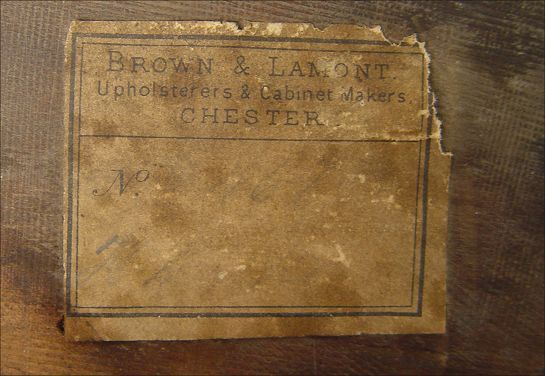 BROWN & LAMONT.
Upholsterers & Cabinet Makers,
CHESTER.
No.